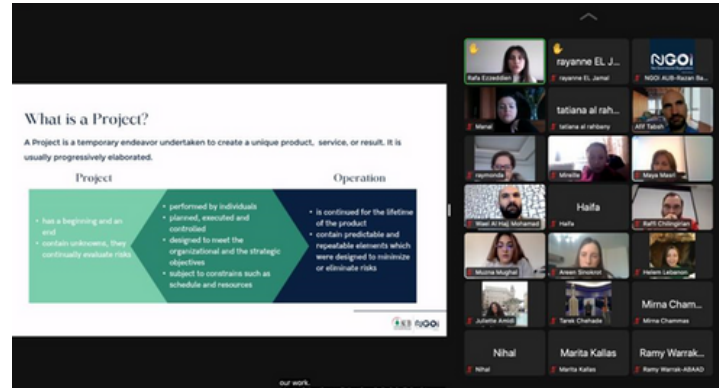 What is a Project?
A Project is a temporary endeavor undertaken to create a unique product, service, or result. It is
usually progressively elaborated.
Project
Operation
• has a beginning and an
end
• contain unknowns, they
continually evaluate risks
• performed by individuals
• planned, executed and
controlled
• designed to meet the
organizational and the strategic
objectives
• subject to constrains such as
schedule and resources
• is continued for the lifetime
of the product
• contain predictable and
repeatable elements which
were designed to minimize
or eliminate risks
AUB NGOi
our work.
Rafa Ezzeddian
rayanne EL J...
rayanne EL Jamal
NGOi
NGOi AUB-Razan Ba...
Manal
tatiana al rah...
tatiana al rahbany
Afif Tabsh
raymonda
Mireille
Maya Masri
Wael Al Hajj Mohamad
Haifa
Haifa
Raffi Chilingirian
Muzna Mughal
Areen Sinokrot
Helem Lebanon
Juliette Amidi
Tarek Chehade
Mirna Cham...
Mirna Chammas
Nihal
Nihal
Marita Kallas
Marita Kallas
Ramy Warrak...
Ramy Warrak-ABAAD